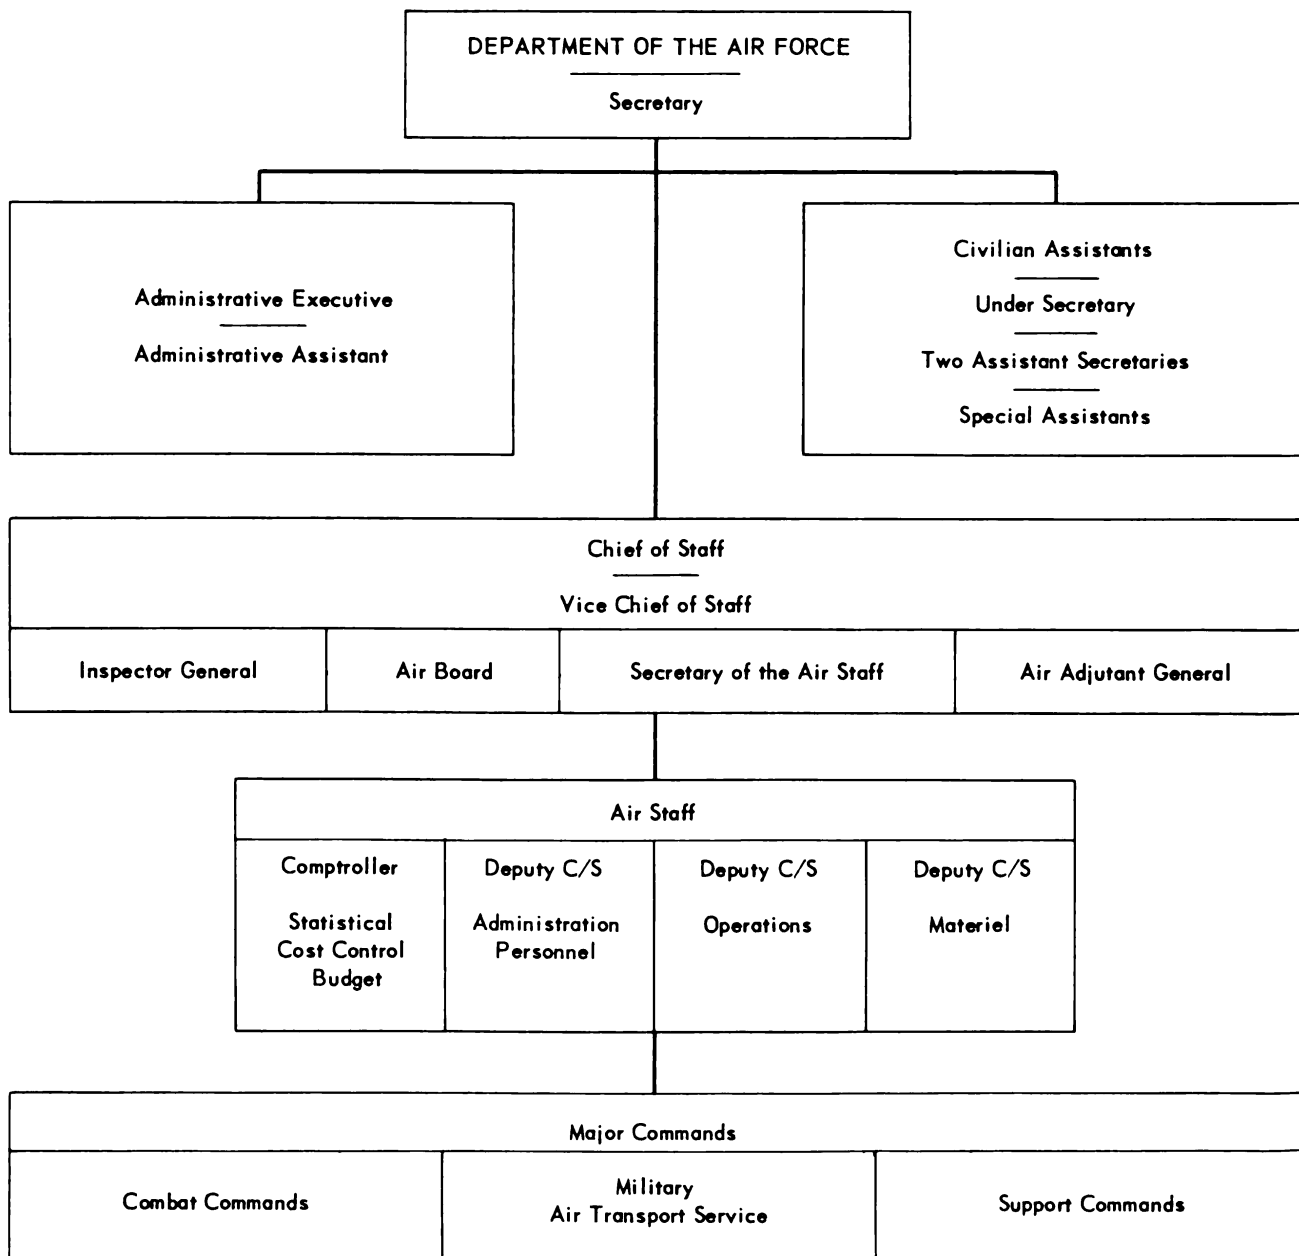 DEPARTMENT OF THE AIR FORCE
Secretary
Administrative Executive
Administrative Assistant
Civilian Assistants
Under Secretary
Two Assistant Secretaries
Special Assistants
Chief of Staff
Vice Chief of Staff
Inspector General
Air Board
Secretary of the Air Staff
Air Adjutant General
Air Staff
Comptroller
Statistical
Cost Control
Budget
Deputy C/S
Administration
Personnel
Deputy C/S
Operations
Deputy C/S
Materiel
Major Commands
Combat Commands
Military
Air Transport Service
Support Commands